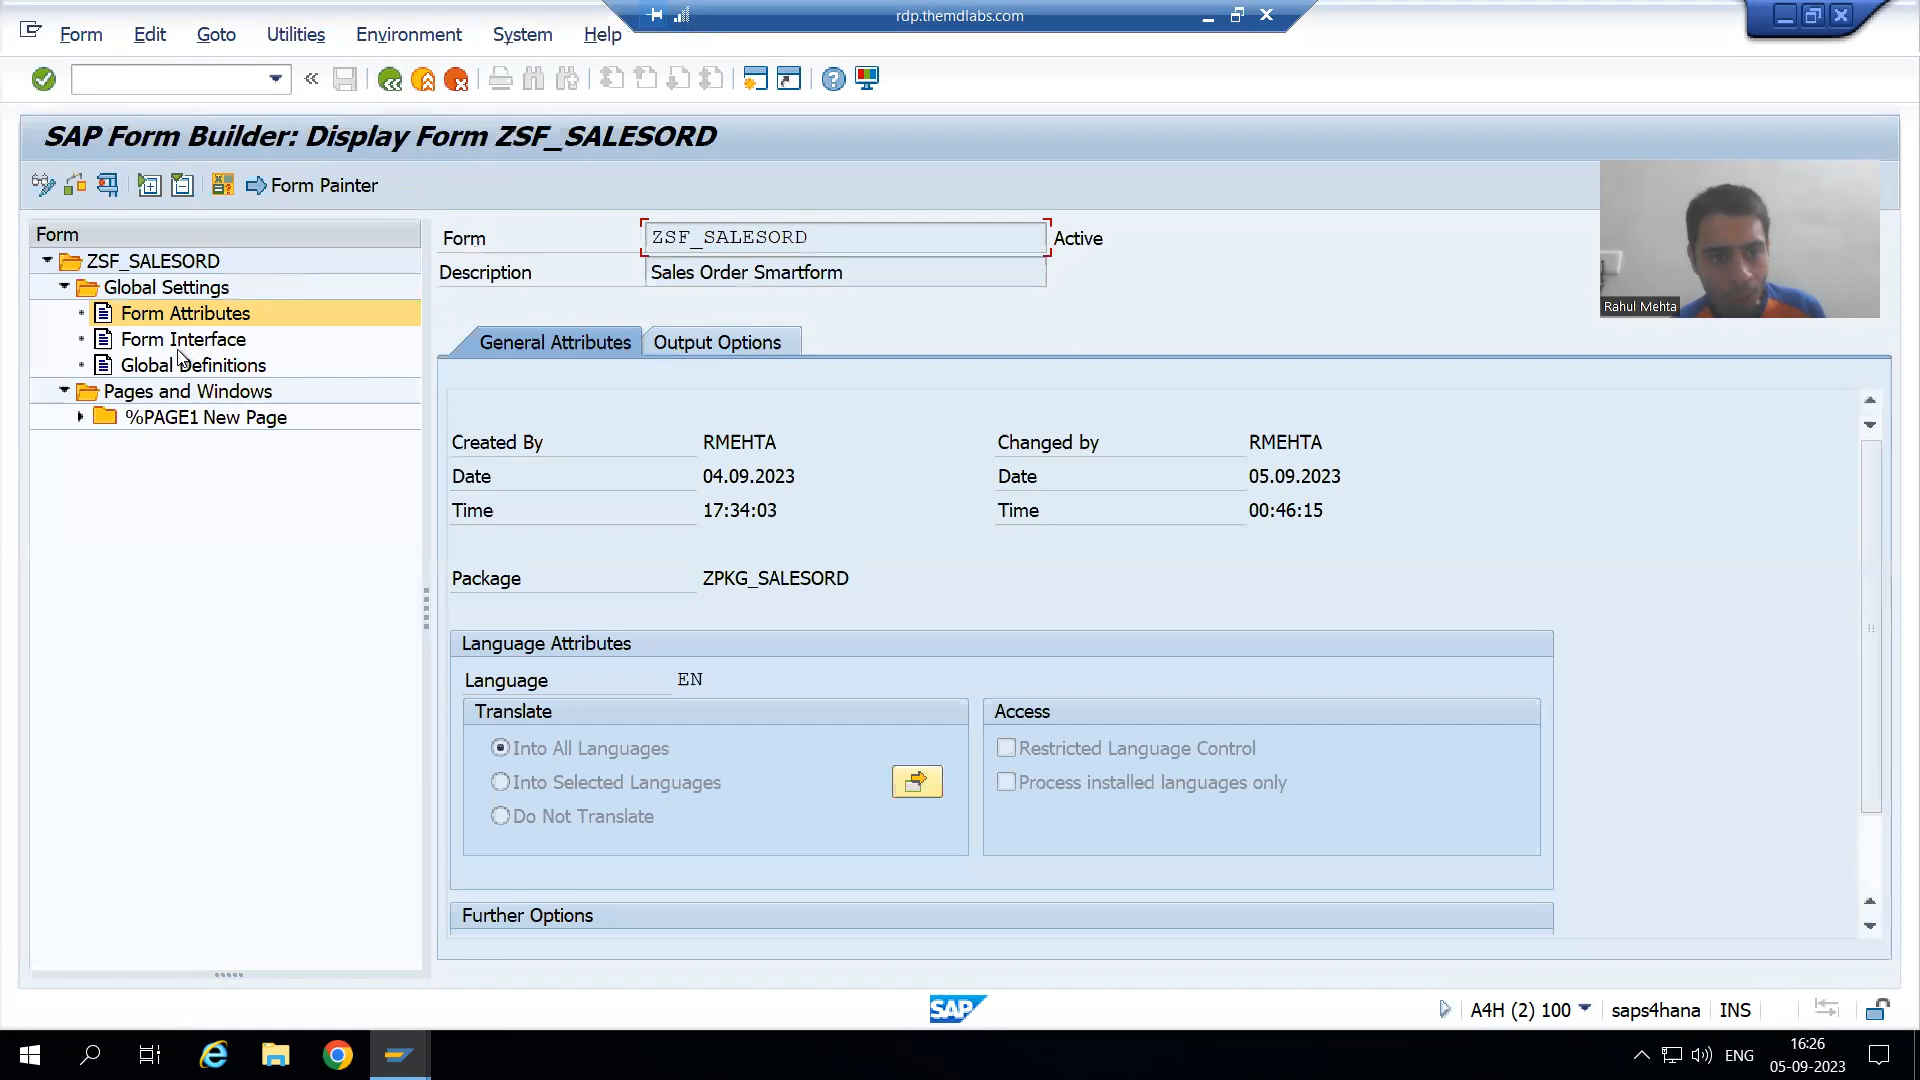 rdp.themdlabs.com
Form Edit Goto Utilities Environment System Help
SAP Form Builder: Display Form ZSF_SALESORD
Form Painter
Form
ZSF_SALESORD
Global Settings
Form Attributes
Form Interface
Global Definitions
Pages and Windows
%PAGE1 New Page
Form ZSF_SALESORD Active
Description Sales Order Smartform
General Attributes Output Options
Created By RMEHTA Changed by RMEHTA
Date 04.09.2023 Date 05.09.2023
Time 17:34:03 Time 00:46:15
Package ZPKG_SALESORD
Language Attributes
Language EN
Translate Access
Into All Languages Restricted Language Control
Into Selected Languages Process installed languages only
Do Not Translate
Further Options
Rahul Mehta
SAP A4H (2) 100 saps4hana INS
ENG 16:26
05-09-2023